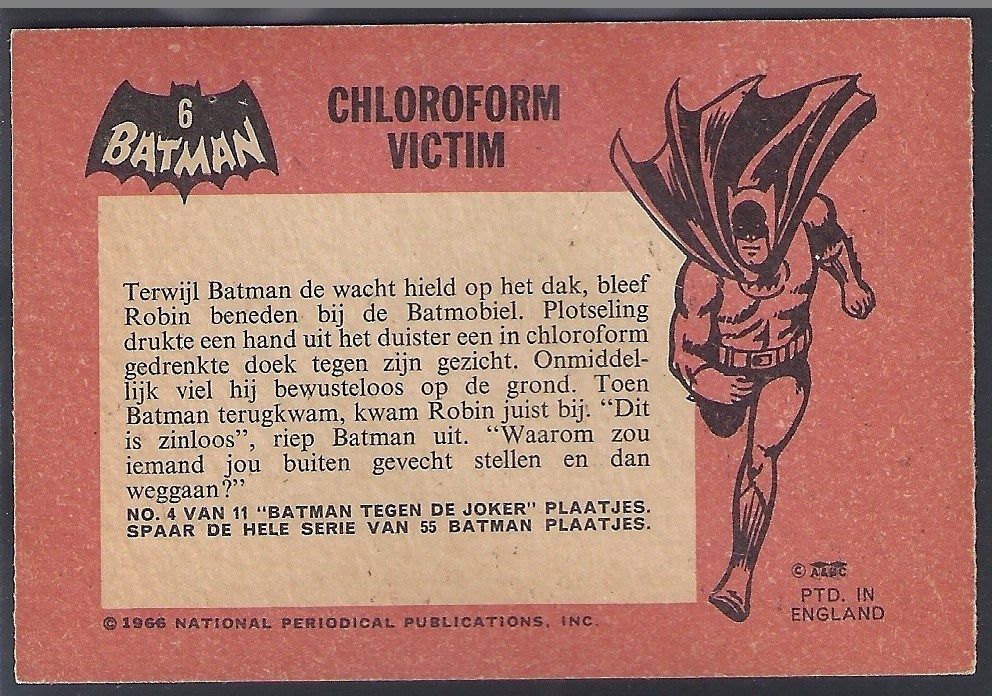 6
BATMAN
CHLOROFORM
VICTIM
Terwijl Batman de wacht hield op het dak, bleef
Robin beneden bij de Batmobiel. Plotseling
drukte een hand uit het duister een in chloroform
gedrenkte doek tegen zijn gezicht. Onmiddel-
lijk viel hij bewusteloos op de grond. Toen
Batman terugkwam, kwam Robin juist bij. “Dit
is zinloos”, riep Batman uit. “Waarom zou
iemand jou buiten gevecht stellen en dan
weggaan?”
NO. 4 VAN 11 “BATMAN TEGEN DE JOKER” PLAATJES.
SPAAR DE HELE SERIE VAN 55 BATMAN PLAATJES.
© 1966 NATIONAL PERIODICAL PUBLICATIONS, INC.
© A&BC
PTD. IN
ENGLAND